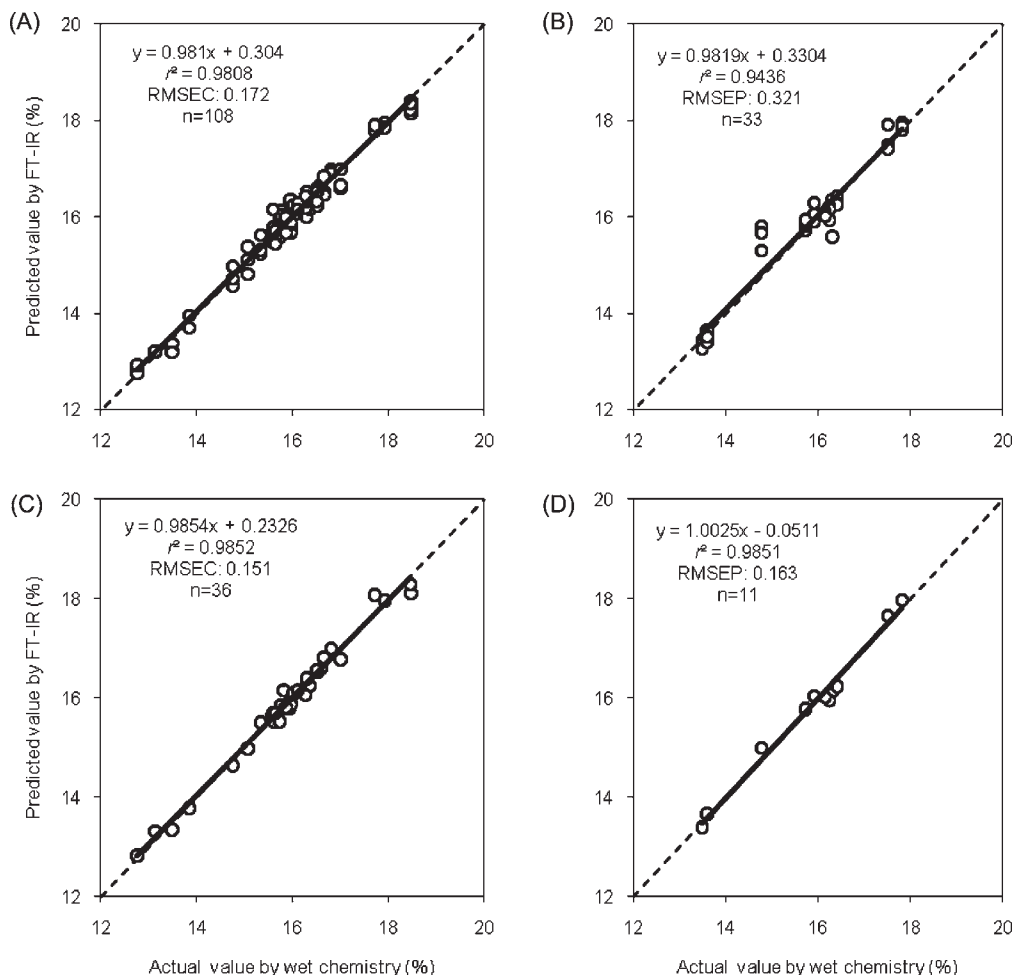 (A)
y = 0.981x + 0.304
r² = 0.9808
RMSEC: 0.172
n=108
Predicted value by FT-IR (%)
20
18
16
14
12
12 14 16 18 20
(B)
y = 0.9819x + 0.3304
r² = 0.9436
RMSEP: 0.321
n=33
20
18
16
14
12
12 14 16 18 20
(C)
y = 0.9854x + 0.2326
r² = 0.9852
RMSEC: 0.151
n=36
Predicted value by FT-IR (%)
20
18
16
14
12
12 14 16 18 20
Actual value by wet chemistry (%)
(D)
y = 1.0025x - 0.0511
r² = 0.9851
RMSEP: 0.163
n=11
20
18
16
14
12
12 14 16 18 20
Actual value by wet chemistry (%)